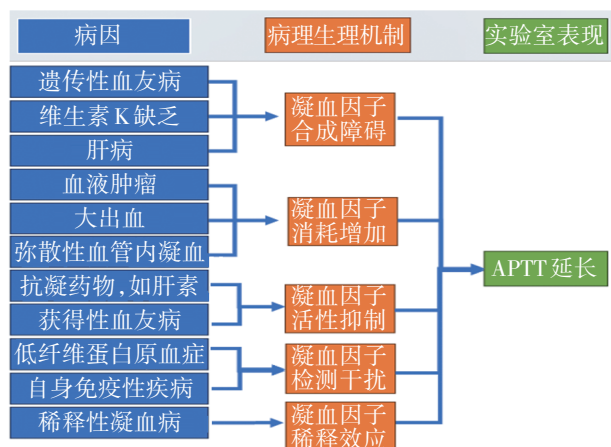 病因
病理生理机制
实验室表现
遗传性血友病
维生素K缺乏
肝病
血液肿瘤
大出血
弥散性血管内凝血
抗凝药物，如肝素
获得性血友病
低纤维蛋白原血症
自身免疫性疾病
稀释性凝血病
凝血因子
合成障碍
凝血因子
消耗增加
凝血因子
活性抑制
凝血因子
检测干扰
凝血因子
稀释效应
APTT延长